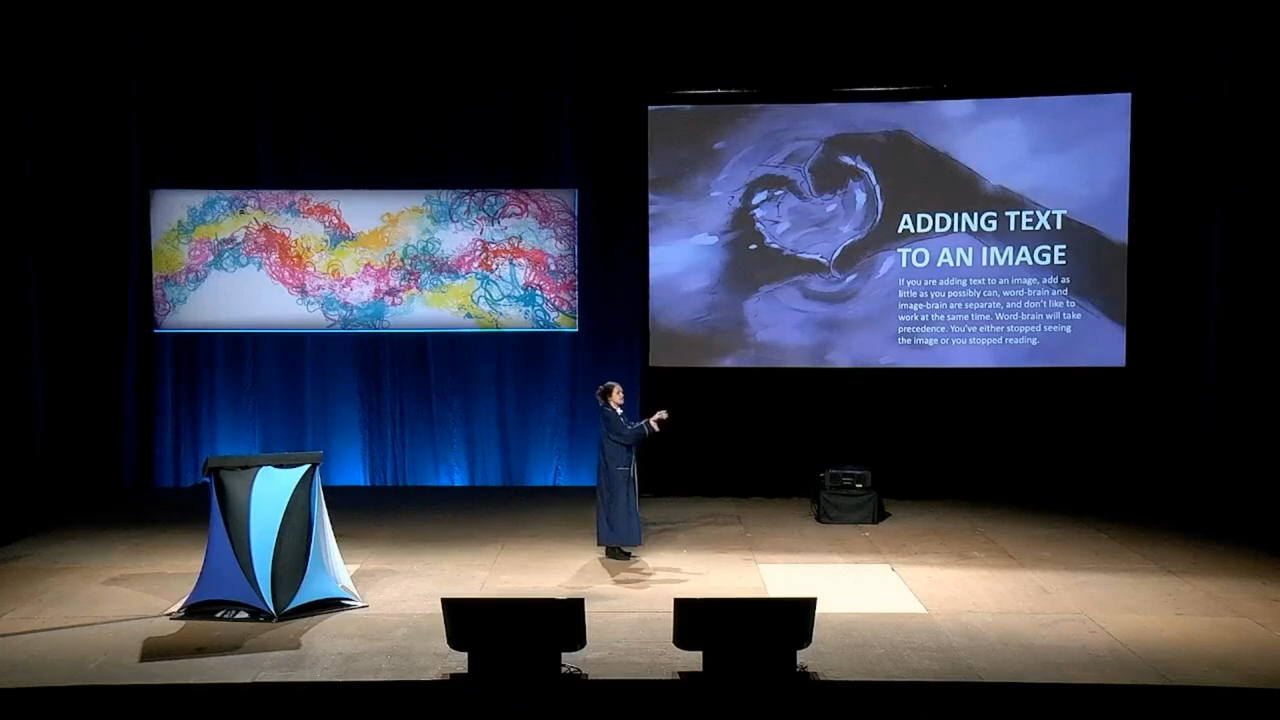 ADDING TEXT
TO AN IMAGE
If you are adding text to an image, add as
little as you possibly can, word-brain and
image-brain are separate, and don't like to
work at the same time. Word-brain will take
precedence. You've either stopped seeing
the image or you stopped reading.